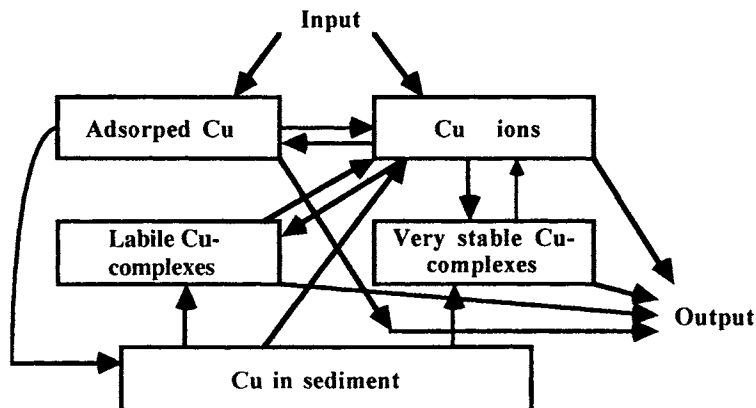 Input
Adsorped Cu
Cu ions
Labile Cu-
complexes
Very stable Cu-
complexes
Output
Cu in sediment